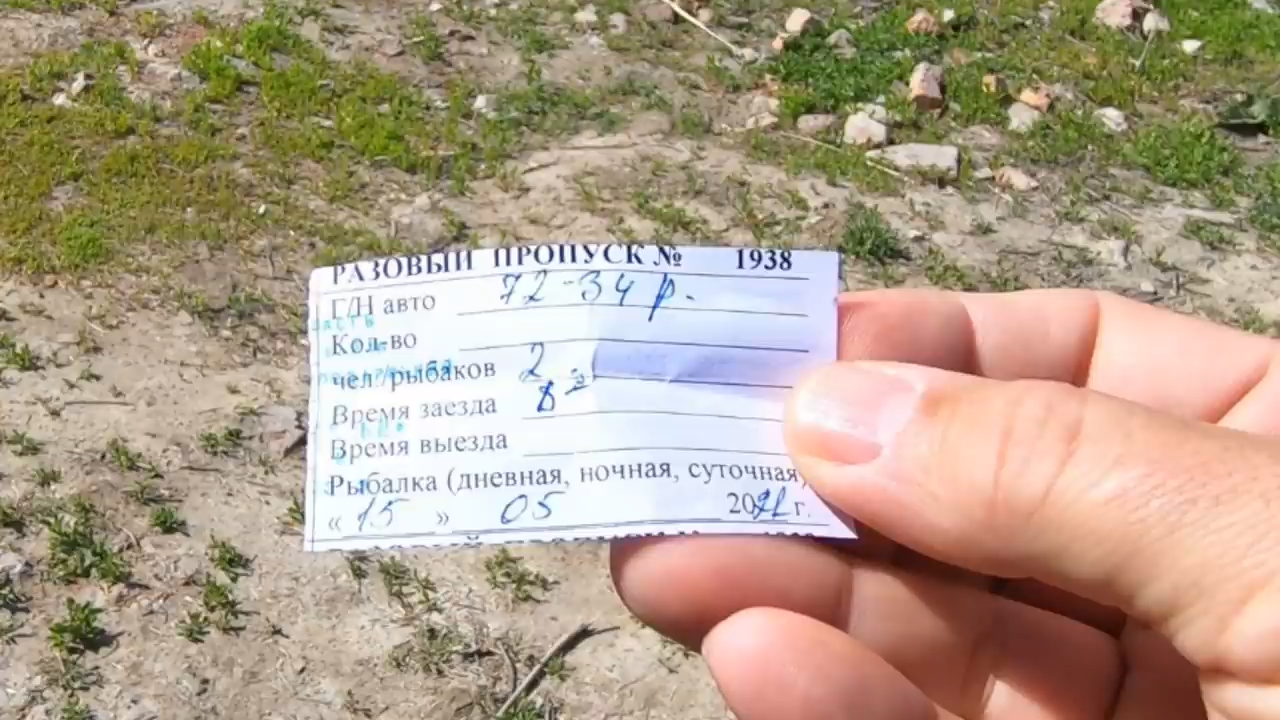 РАЗОВЫЙ ПРОПУСК № 1938
Г/Н авто 72-34 р.
Кол-во
чел. рыбаков 2
Время заезда 8
Время выезда
Рыбалка (дневная, ночная, суточная)
« 15 » 05 2021 г.